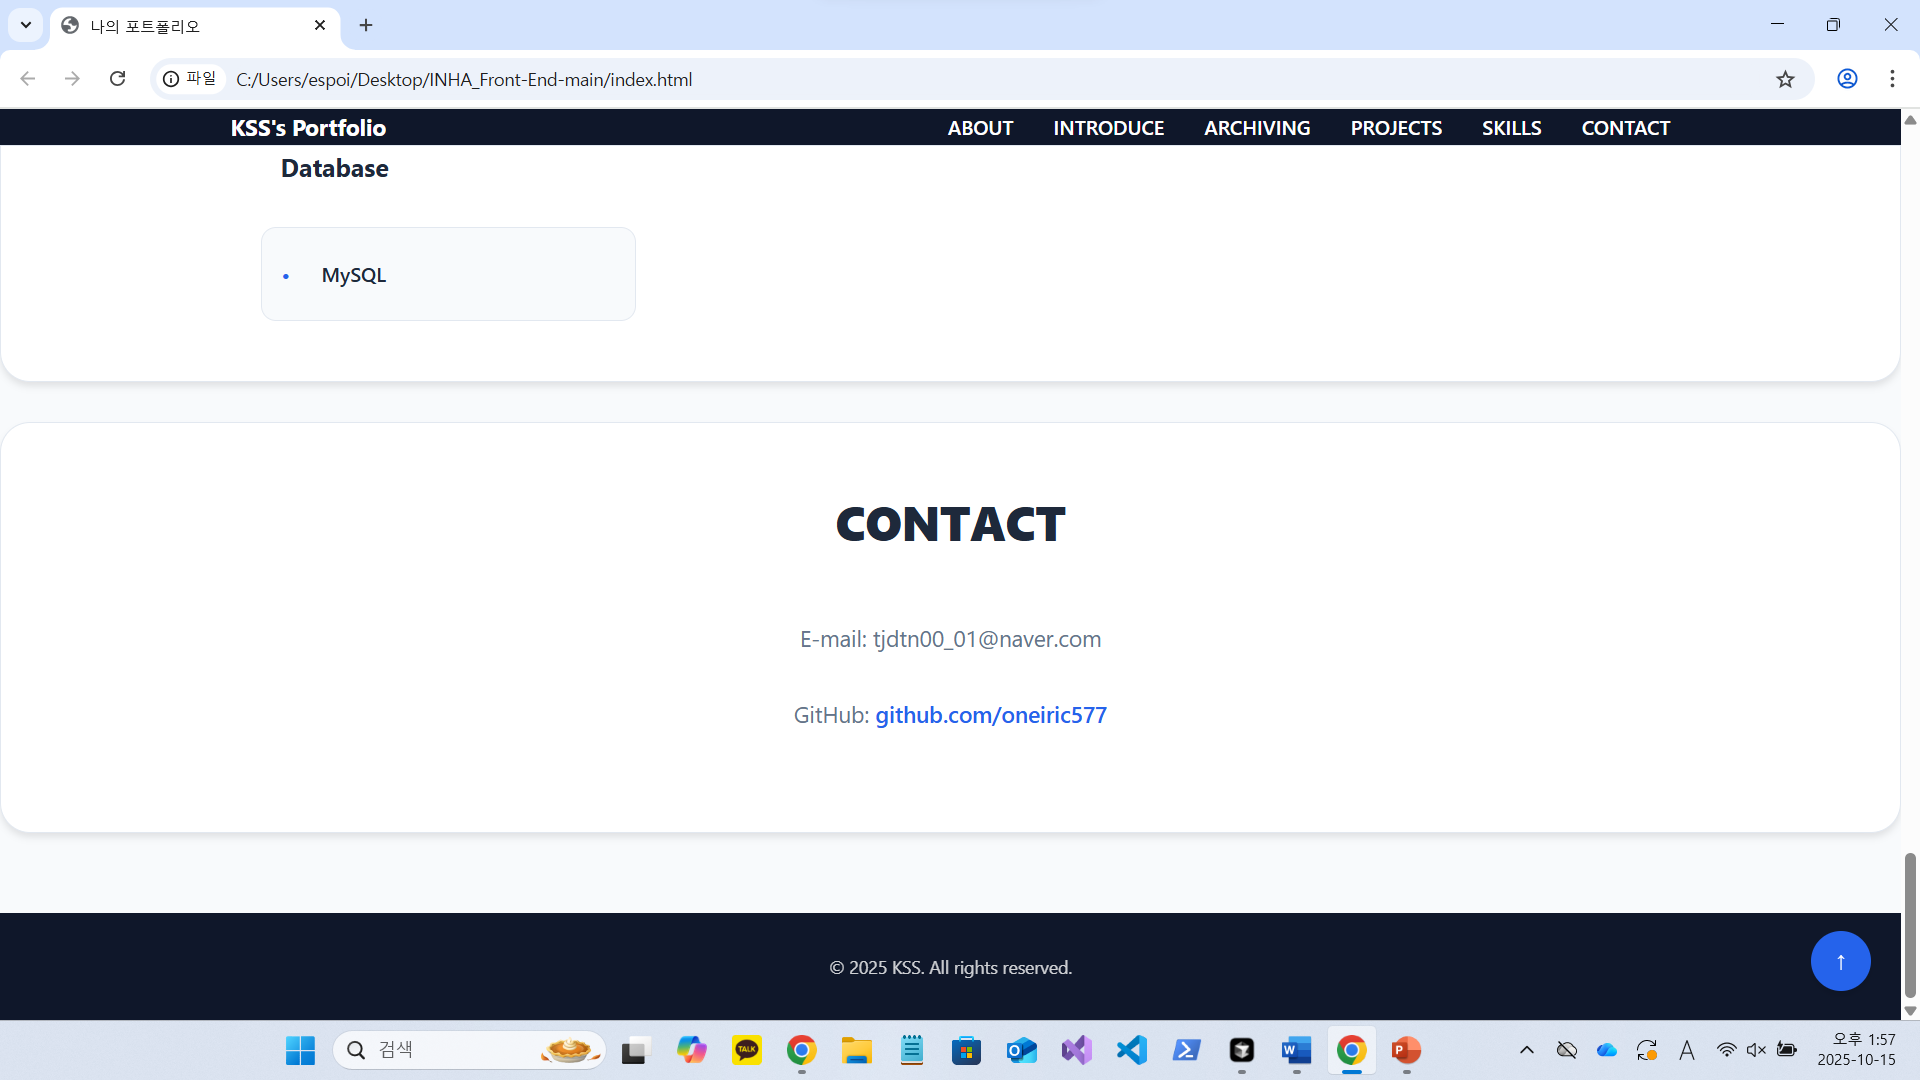 나의 포트폴리오
파일
C:/Users/espoi/Desktop/INHA_Front-End-main/index.html
KSS's Portfolio
ABOUT
INTRODUCE
ARCHIVING
PROJECTS
SKILLS
CONTACT
Database
• MySQL
CONTACT
E-mail: tjdtn00_01@naver.com
GitHub: github.com/oneiric577
© 2025 KSS. All rights reserved.
↑
검색
TALK
A
오후 1:57
2025-10-15